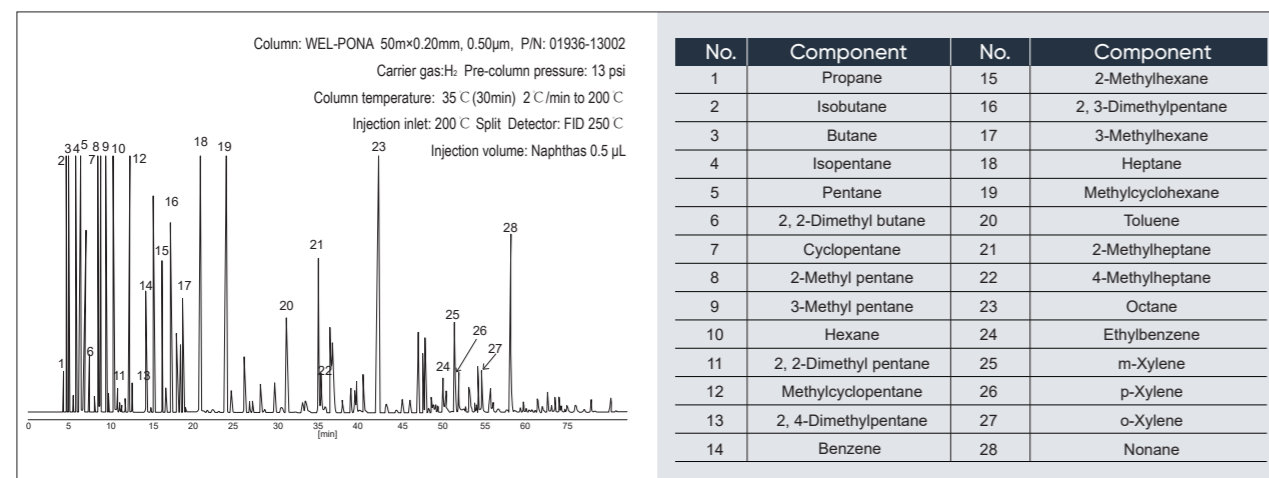 Column: WEL-PONA 50m×0.20mm, 0.50μm, P/N: 01936-13002
Carrier gas:H₂ Pre-column pressure: 13 psi
Column temperature: 35℃(30min) 2℃/min to 200℃
Injection inlet: 200℃ Split Detector: FID 250℃
Injection volume: Naphthas 0.5 μL
1 2 3 4 5 6 7 8 9 10 11 12 13 14 15 16 17 18 19 20 21 22 23 24 25 26 27 28
0 5 10 15 20 25 30 35 40 45 50 55 65 75
[min]
No. Component No. Component
1 Propane 15 2-Methylhexane
2 Isobutane 16 2, 3-Dimethylpentane
3 Butane 17 3-Methylhexane
4 Isopentane 18 Heptane
5 Pentane 19 Methylcyclohexane
6 2, 2-Dimethyl butane 20 Toluene
7 Cyclopentane 21 2-Methylheptane
8 2-Methyl pentane 22 4-Methylheptane
9 3-Methyl pentane 23 Octane
10 Hexane 24 Ethylbenzene
11 2, 2-Dimethyl pentane 25 m-Xylene
12 Methylcyclopentane 26 p-Xylene
13 2, 4-Dimethylpentane 27 o-Xylene
14 Benzene 28 Nonane